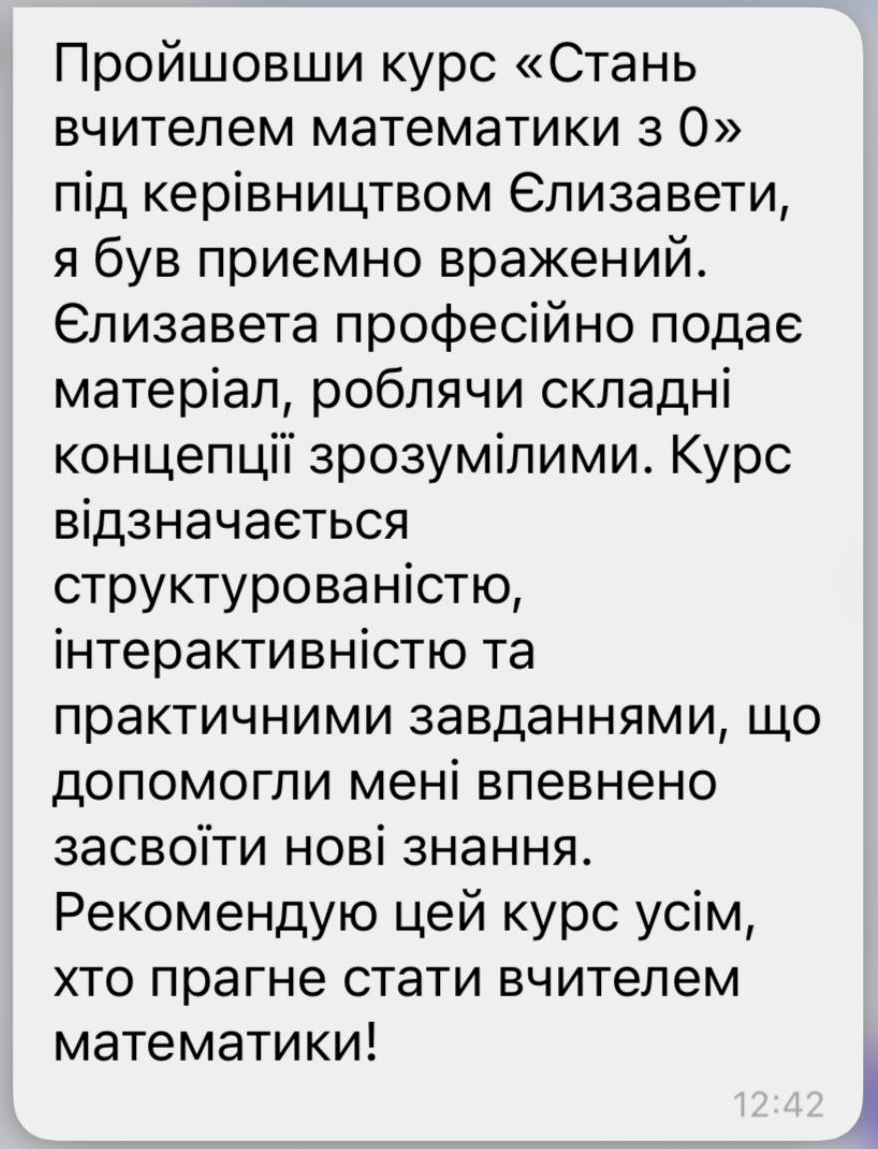 Пройшовши курс «Стань
вчителем математики з 0»
під керівництвом Єлизавети,
я був приємно вражений.
Єлизавета професійно подає
матеріал, роблячи складні
концепції зрозумілими. Курс
відзначається
структурованістю,
інтерактивністю та
практичними завданнями, що
допомогли мені впевнено
засвоїти нові знання.
Рекомендую цей курс усім,
хто прагне стати вчителем
математики!
12:42